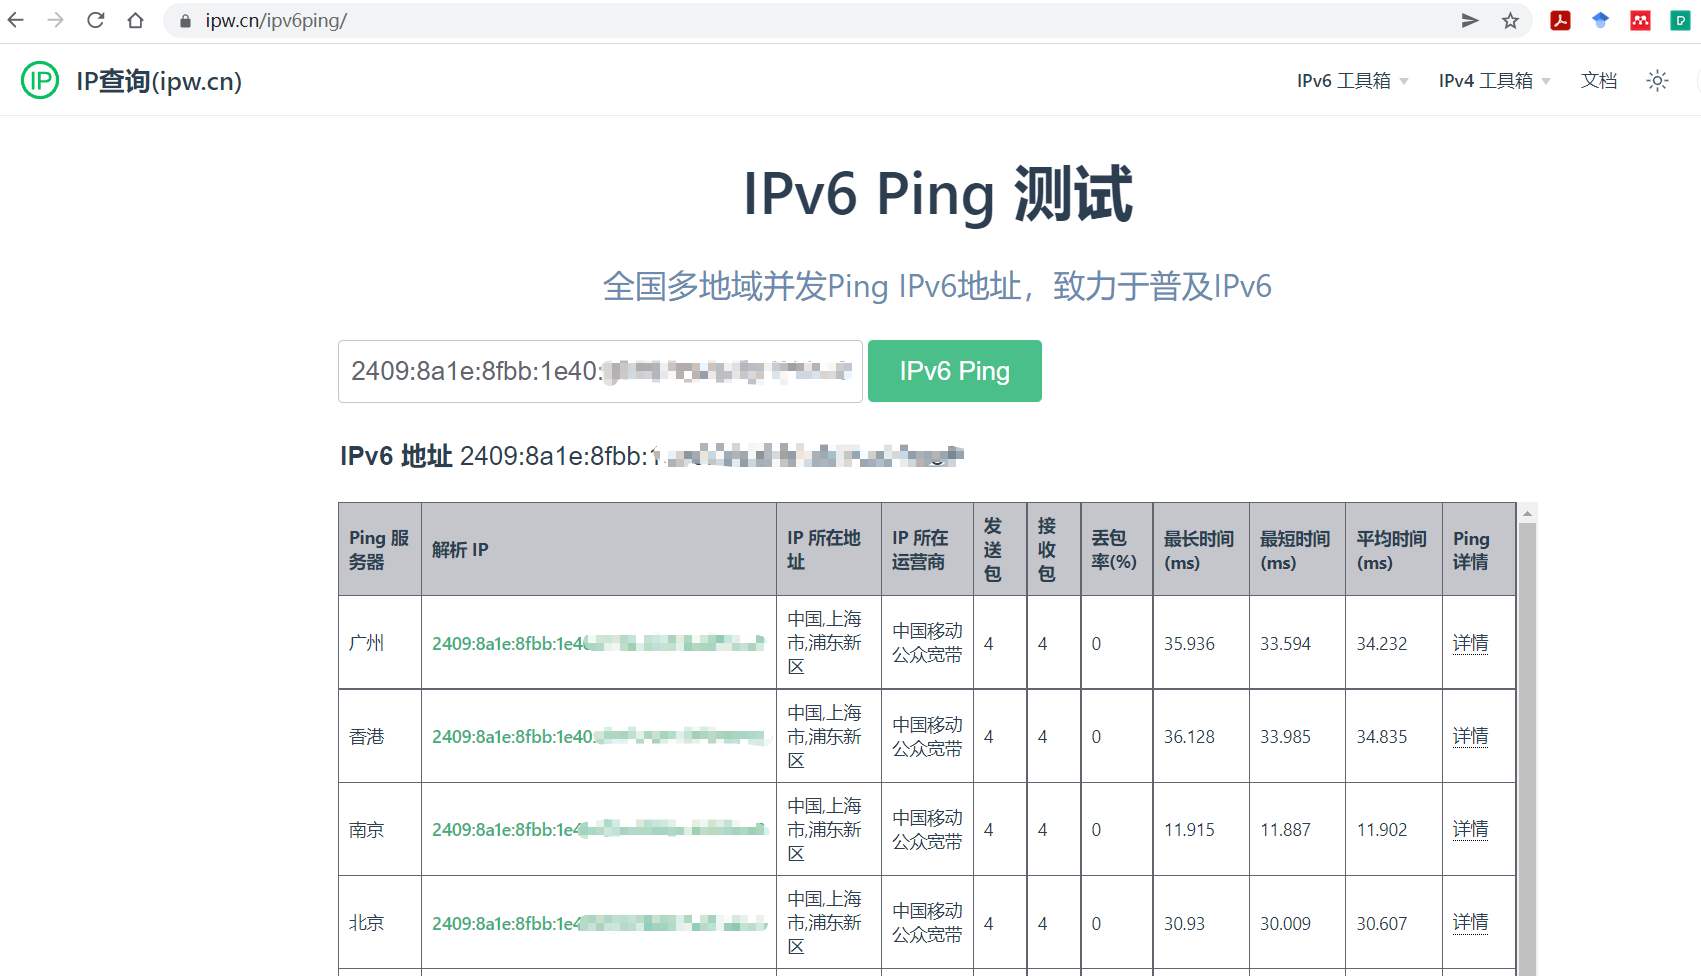 ipw.cn/ipv6ping/
IP查询(ipw.cn)
IPv6 工具箱 IPv4 工具箱 文档
IPv6 Ping 测试
全国多地域并发Ping IPv6地址，致力于普及IPv6
2409:8a1e:8fbb:1e40: IPv6 Ping
IPv6 地址 2409:8a1e:8fbb:1
Ping 服务器 解析 IP IP 所在地址 IP 所在运营商 发送包 接收包 丢包率(%) 最长时间(ms) 最短时间(ms) 平均时间(ms) Ping 详情
广州 2409:8a1e:8fbb:1e4 中国,上海市,浦东新区 中国移动公众宽带 4 4 0 35.936 33.594 34.232 详情
香港 2409:8a1e:8fbb:1e40 中国,上海市,浦东新区 中国移动公众宽带 4 4 0 36.128 33.985 34.835 详情
南京 2409:8a1e:8fbb:1e4 中国,上海市,浦东新区 中国移动公众宽带 4 4 0 11.915 11.887 11.902 详情
北京 2409:8a1e:8fbb:1e4 中国,上海市,浦东新区 中国移动公众宽带 4 4 0 30.93 30.009 30.607 详情